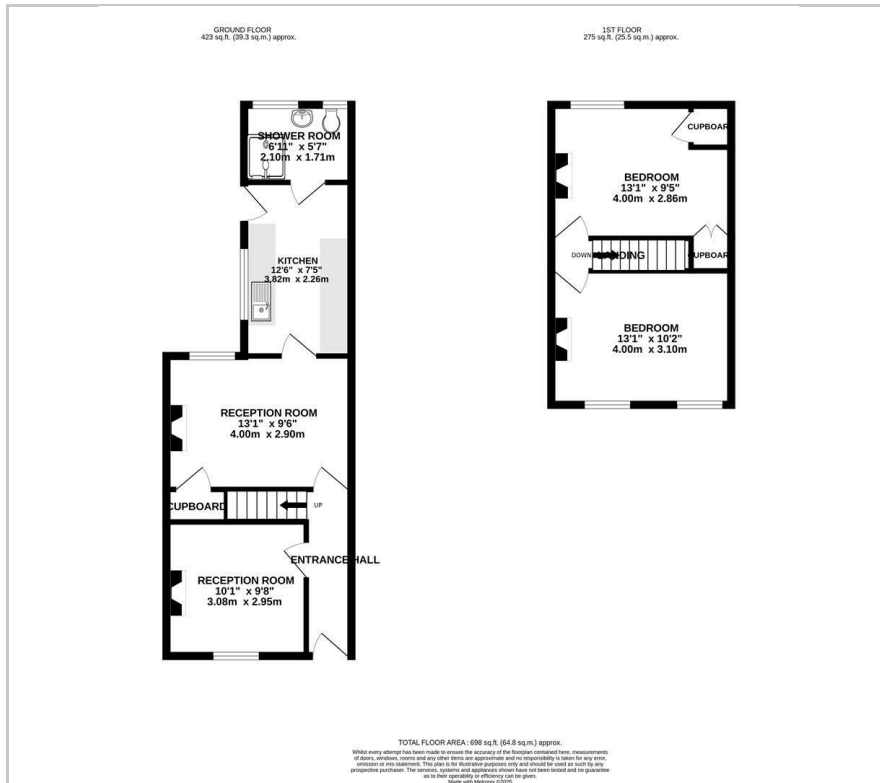 GROUND FLOOR
423 sq.ft. (39.3 sq.m.) approx.
1ST FLOOR
275 sq.ft. (25.5 sq.m.) approx.
SHOWER ROOM
6'11" x 5'7"
2.10m x 1.71m
KITCHEN
12'6" x 7'5"
3.82m x 2.26m
RECEPTION ROOM
13'1" x 9'6"
4.00m x 2.90m
CUPBOARD
UP
ENTRANCE HALL
RECEPTION ROOM
10'1" x 9'8"
3.08m x 2.95m
CUPBOARD
BEDROOM
13'1" x 9'5"
4.00m x 2.86m
DOWN
LANDING
CUPBOARD
BEDROOM
13'1" x 10'2"
4.00m x 3.10m
TOTAL FLOOR AREA : 698 sq.ft. (64.8 sq.m.) approx.
Whilst every attempt has been made to ensure the accuracy of the floorplan contained here, measurements
of doors, windows, rooms and any other items are approximate and no responsibility is taken for any error,
omission or mis-statement. This plan is for illustrative purposes only and should be used as such by any
prospective purchaser. The services, systems and appliances shown have not been tested and no guarantee
as to their operability or efficiency can be given.
Made with Metropix ©2025